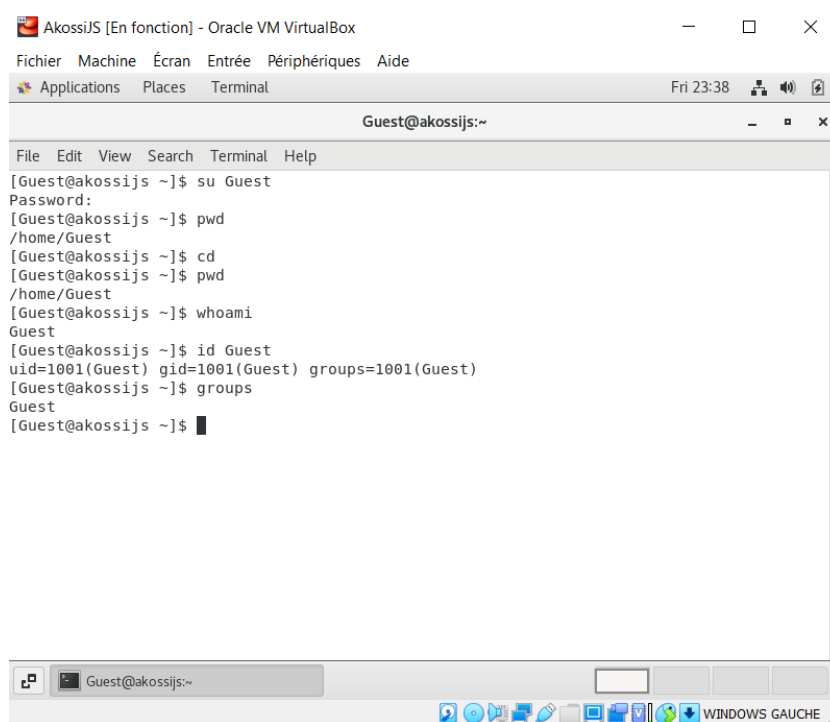 AkossiJS [En fonction] - Oracle VM VirtualBox
Fichier Machine Écran Entrée Périphériques Aide
Applications Places Terminal Fri 23:38
Guest@akossijs:~
File Edit View Search Terminal Help
[Guest@akossijs ~]$ su Guest
Password:
[Guest@akossijs ~]$ pwd
/home/Guest
[Guest@akossijs ~]$ cd
[Guest@akossijs ~]$ pwd
/home/Guest
[Guest@akossijs ~]$ whoami
Guest
[Guest@akossijs ~]$ id Guest
uid=1001(Guest) gid=1001(Guest) groups=1001(Guest)
[Guest@akossijs ~]$ groups
Guest
[Guest@akossijs ~]$
Guest@akossijs:~
WINDOWS GAUCHE